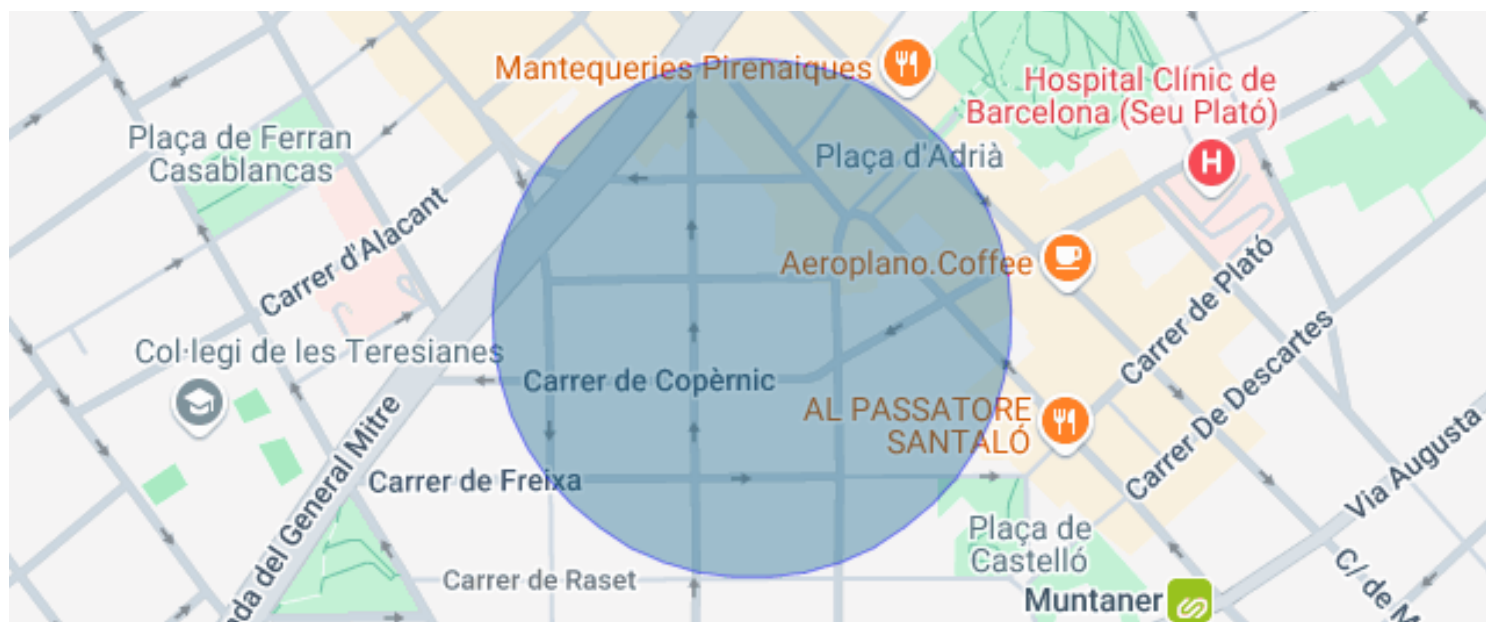 Mantequeries Pirenaiques
Hospital Clínic de
Barcelona (Seu Plató)
H
Plaça de Ferran
Casablancas
Plaça d'Adrià
Carrer d'Alacant
Aeroplano.Coffee
Carrer de Plató
Col·legi de les Teresianes
Carrer de Copèrnic
Carrer De Descartes
AL PASSATORE
SANTALÓ
ada del General Mitre
Carrer de Freixa
Via Augusta
Plaça de
Castelló
Carrer de Raset
Muntaner
C/ de M